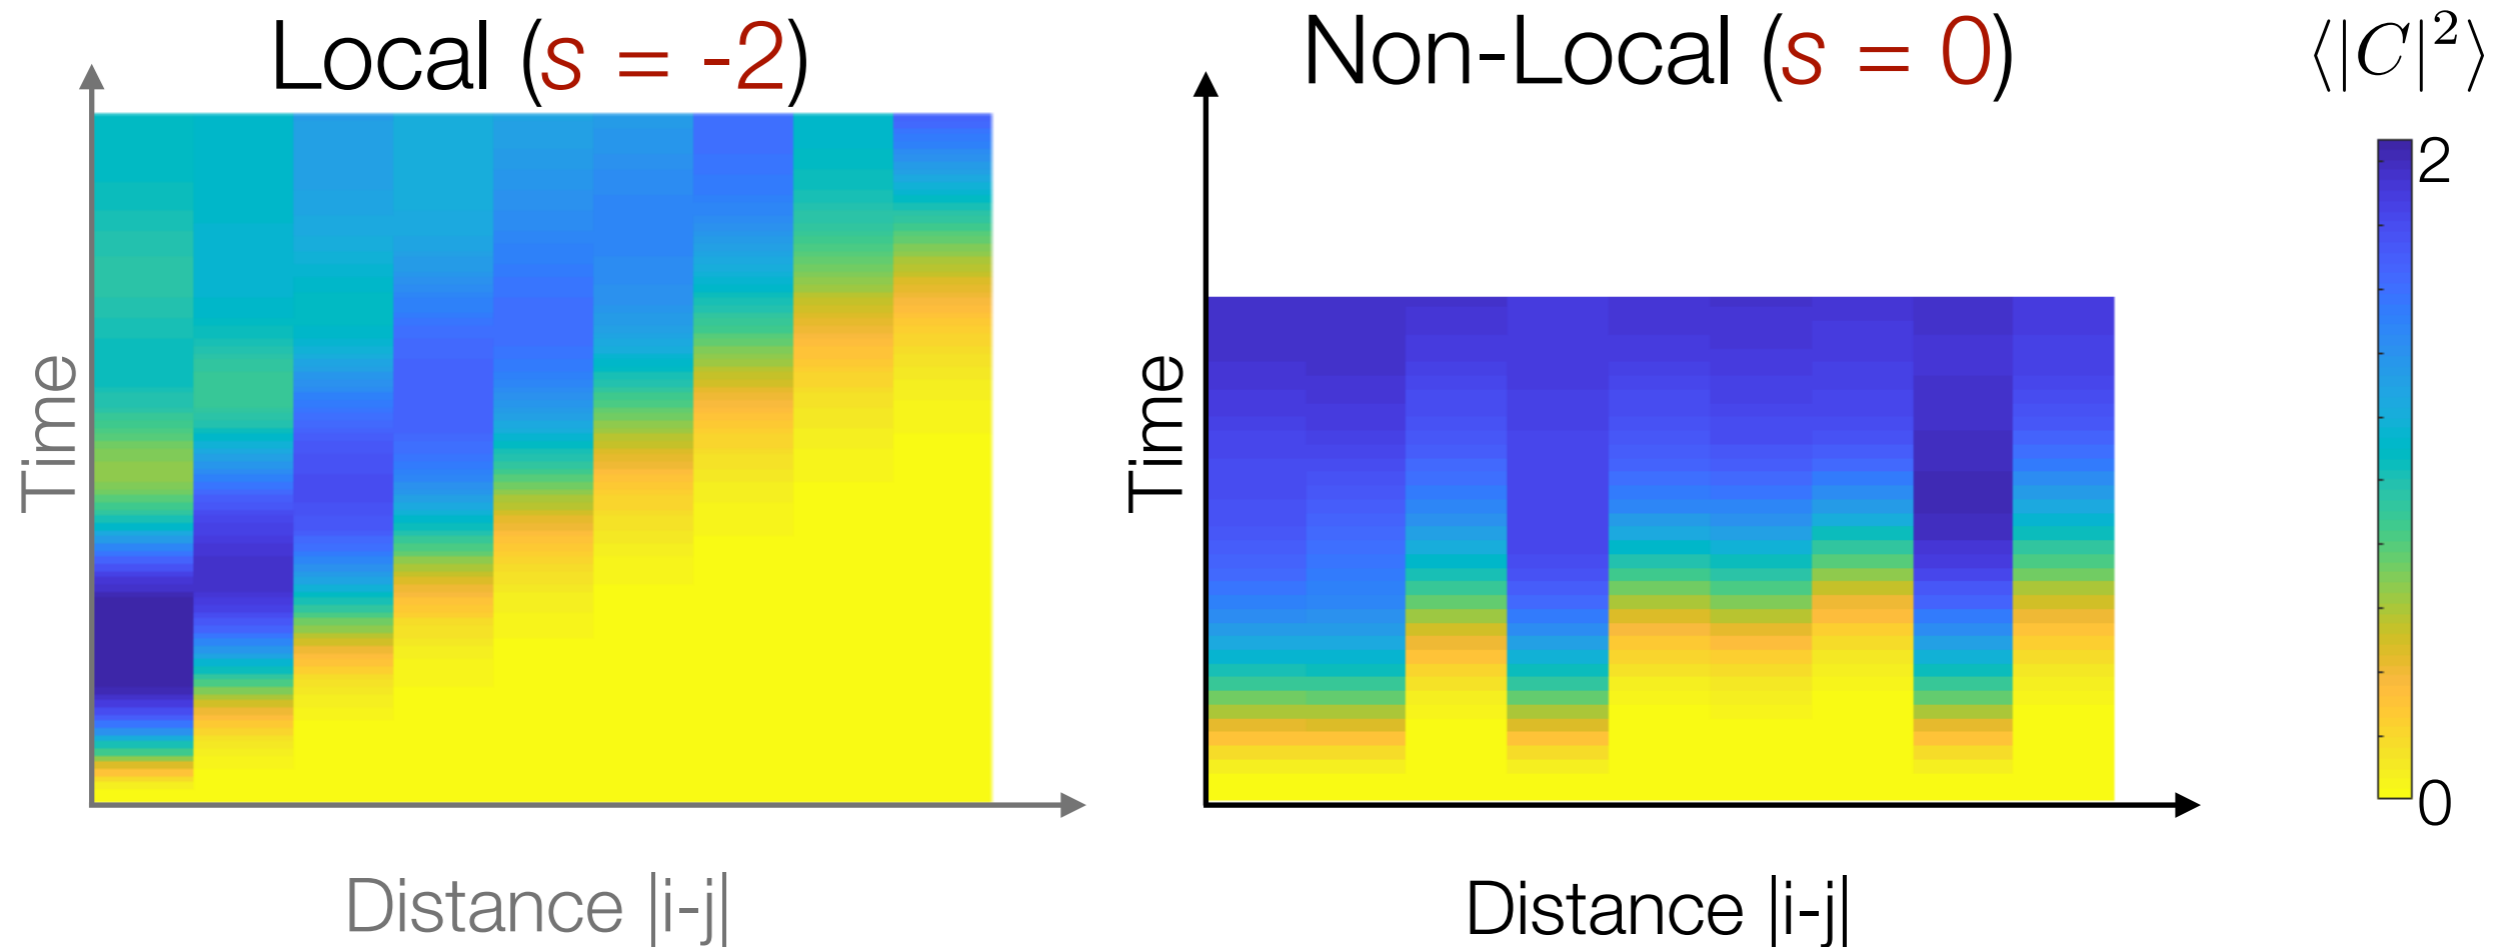 Local (s = -2)
Non-Local (s = 0)
⟨|C|²⟩
Time
Time
2
0
Distance |i-j|
Distance |i-j|